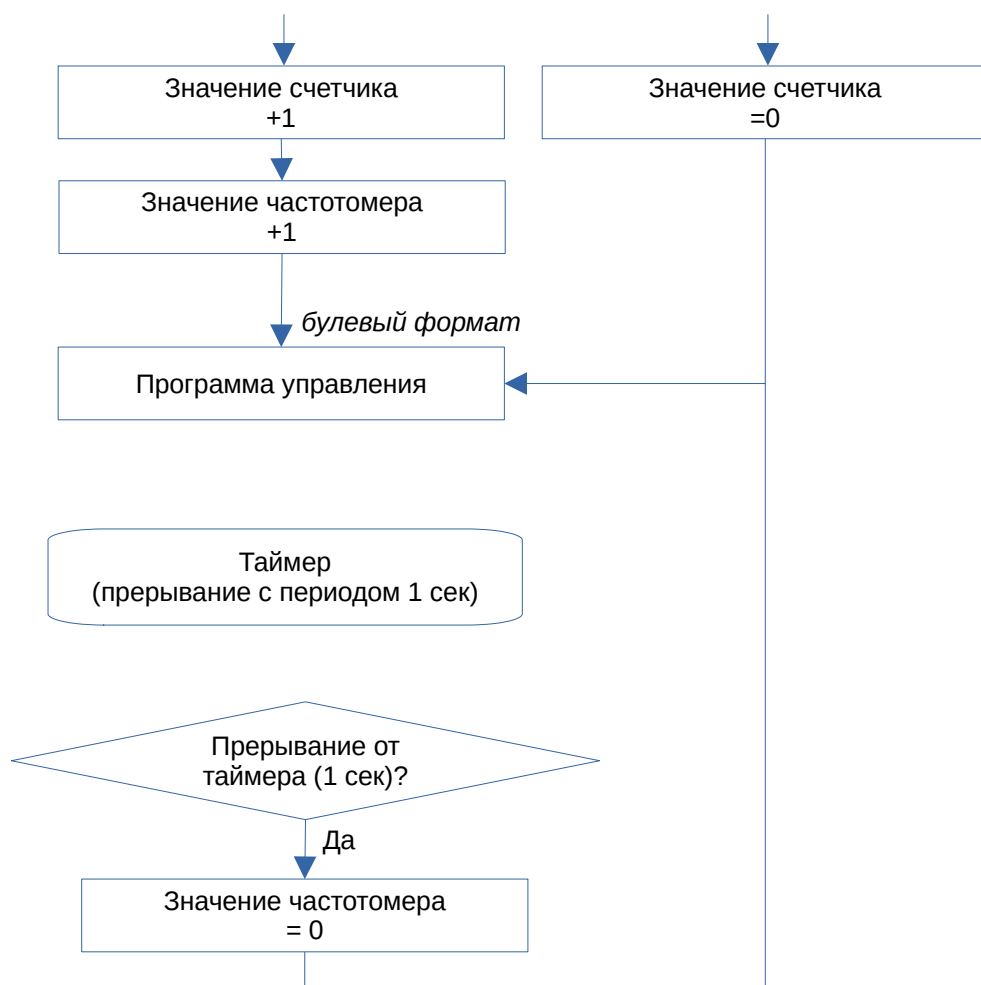 Значение счетчика
+1
Значение счетчика
=0
Значение частотомера
+1
булевый формат
Программа управления
Таймер
(прерывание с периодом 1 сек)
Прерывание от
таймера (1 сек)?
Да
Значение частотомера
= 0